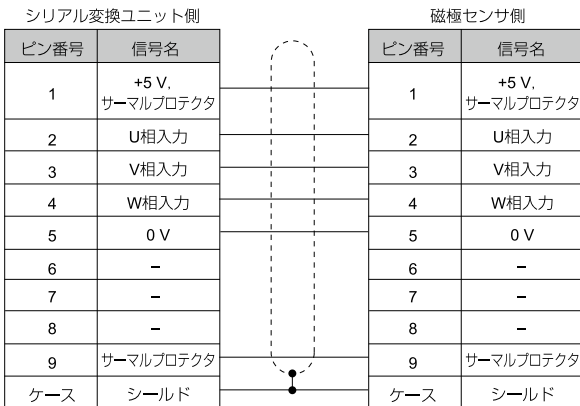 シリアル変換ユニット側 磁極センサ側
ピン番号 信号名 ピン番号 信号名
1 +5 V, サーマルプロテクタ 1 +5 V, サーマルプロテクタ
2 U相入力 2 U相入力
3 V相入力 3 V相入力
4 W相入力 4 W相入力
5 0 V 5 0 V
6 − 6 −
7 − 7 −
8 − 8 −
9 サーマルプロテクタ 9 サーマルプロテクタ
ケース シールド ケース シールド